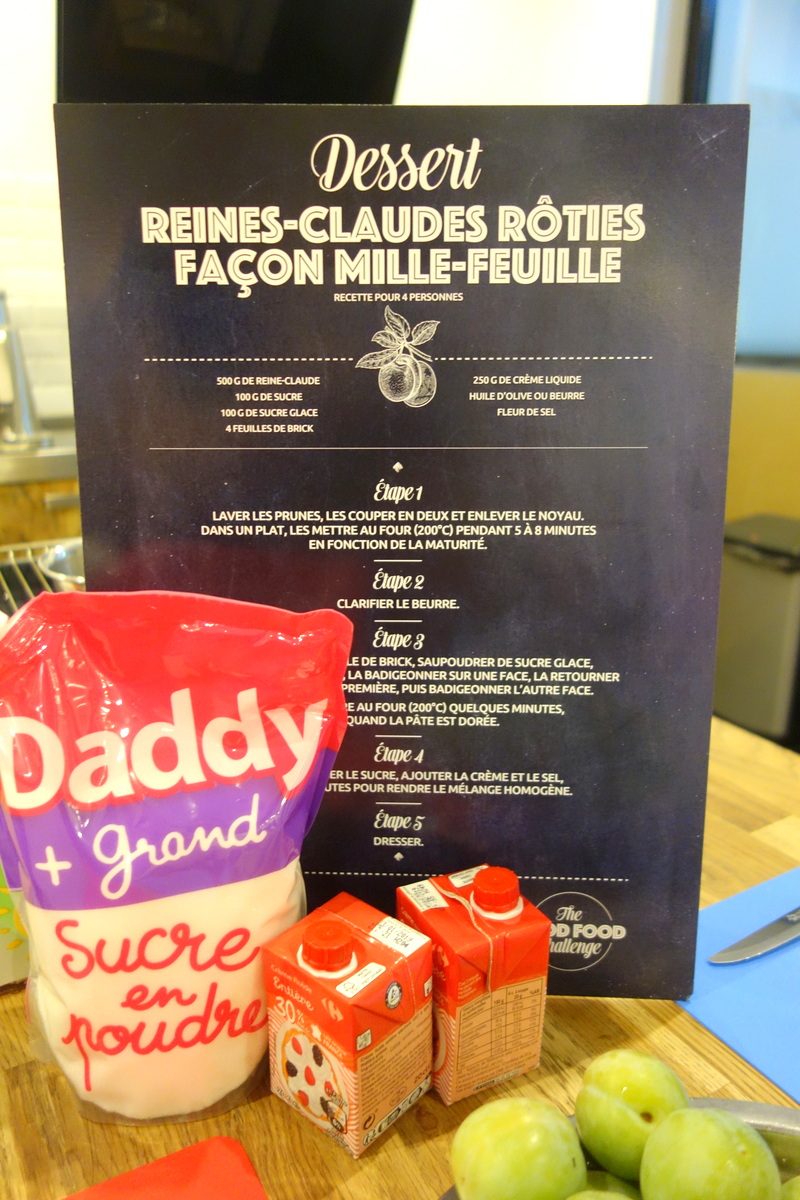 Dessert
REINES-CLAUDES RÔTIES
FAÇON MILLE-FEUILLE
RECETTE POUR 4 PERSONNES
500 G DE REINE-CLAUDE
100 G DE SUCRE
100 G DE SUCRE GLACE
4 FEUILLES DE BRICK
250 G DE CRÈME LIQUIDE
HUILE D'OLIVE OU BEURRE
FLEUR DE SEL
Étape 1
LAVER LES PRUNES, LES COUPER EN DEUX ET ENLEVER LE NOYAU.
DANS UN PLAT, LES METTRE AU FOUR (200°C) PENDANT 5 À 8 MINUTES
EN FONCTION DE LA MATURITÉ.
Étape 2
CLARIFIER LE BEURRE.
Étape 3
LE DE BRICK, SAUPOUDRER DE SUCRE GLACE,
, LA BADIGEONNER SUR UNE FACE, LA RETOURNER
PREMIÈRE, PUIS BADIGEONNER L'AUTRE FACE.
RE AU FOUR (200°C) QUELQUES MINUTES,
QUAND LA PÂTE EST DORÉE.
Étape 4
ER LE SUCRE, AJOUTER LA CRÈME ET LE SEL,
UTES POUR RENDRE LE MÉLANGE HOMOGÈNE.
Étape 5
DRESSER.
The
OD FOOD
hallenge
Daddy
+ grand
Sucre
en
poudre
Entière
30%